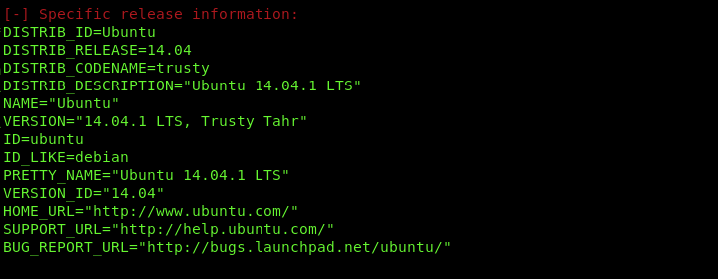 [-] Specific release information:
DISTRIB_ID=Ubuntu
DISTRIB_RELEASE=14.04
DISTRIB_CODENAME=trusty
DISTRIB_DESCRIPTION="Ubuntu 14.04.1 LTS"
NAME="Ubuntu"
VERSION="14.04.1 LTS, Trusty Tahr"
ID=ubuntu
ID_LIKE=debian
PRETTY_NAME="Ubuntu 14.04.1 LTS"
VERSION_ID="14.04"
HOME_URL="http://www.ubuntu.com/"
SUPPORT_URL="http://help.ubuntu.com/"
BUG_REPORT_URL="http://bugs.launchpad.net/ubuntu/"